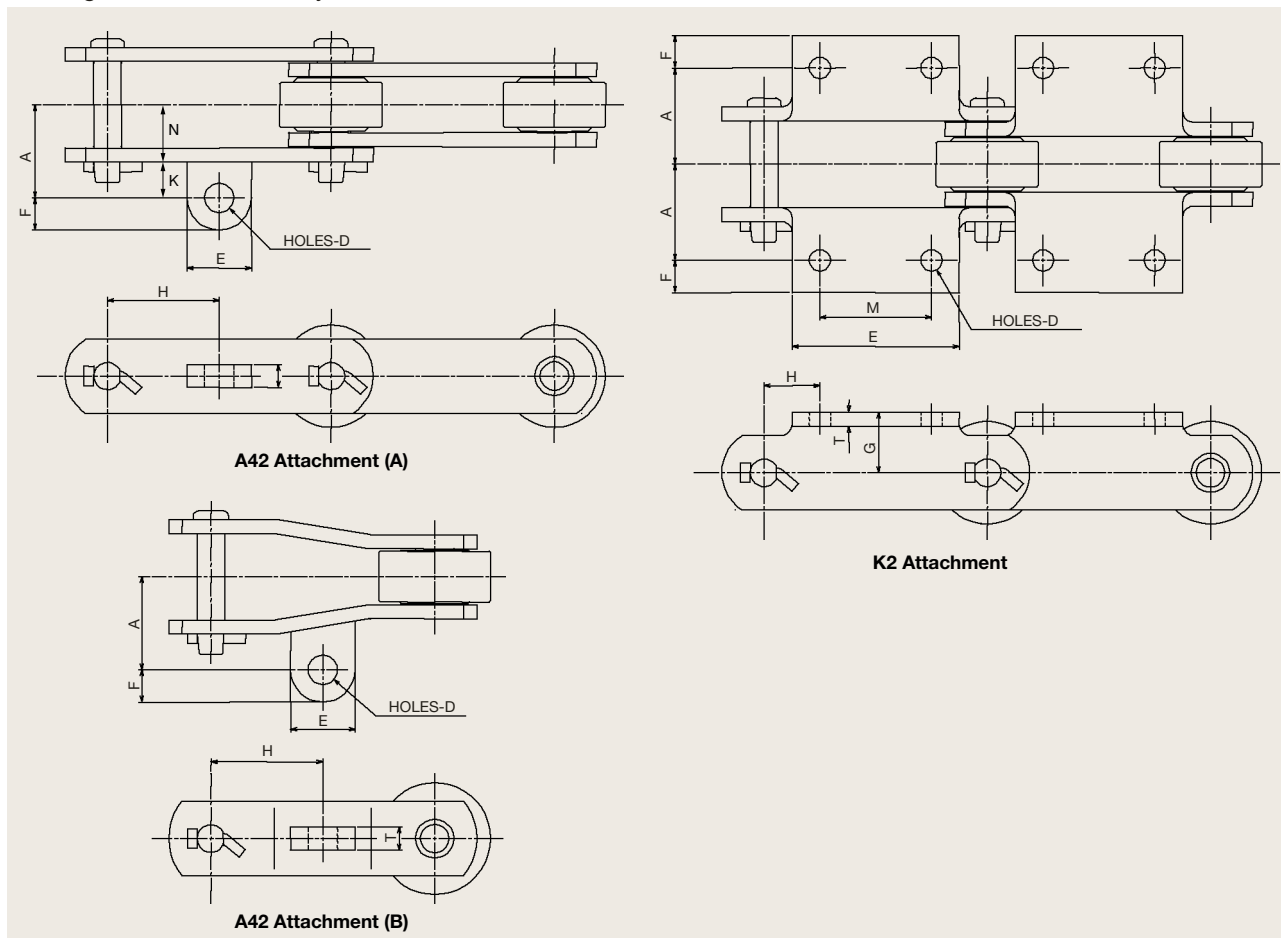 N
A
K
F
HOLES-D
E
H
A42 Attachment (A)
A
F
HOLES-D
E
H
T
A42 Attachment (B)
F
A
A
F
M
HOLES-D
E
H
T
G
K2 Attachment